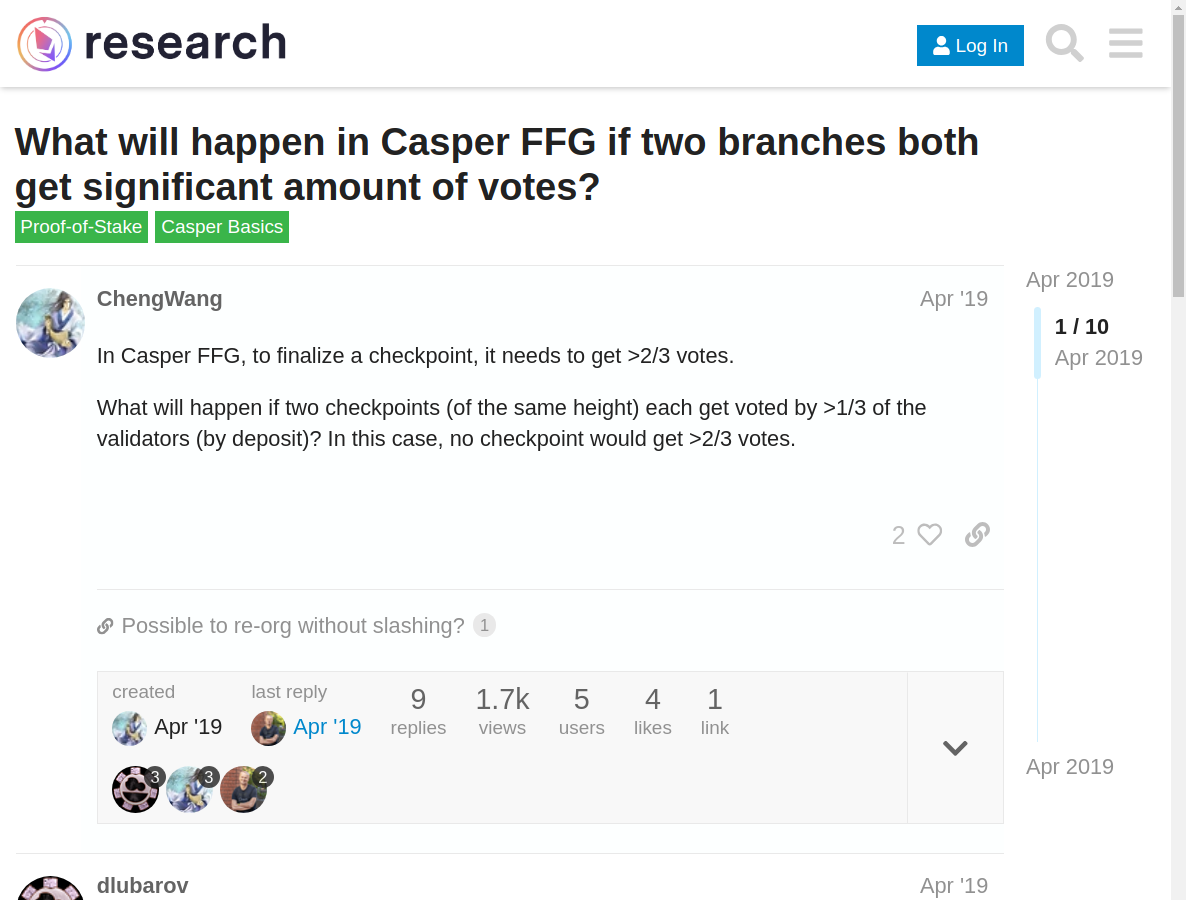 research
Log In
What will happen in Casper FFG if two branches both
get significant amount of votes?
Proof-of-Stake Casper Basics
Apr 2019
1 / 10
Apr 2019
ChengWang Apr '19
In Casper FFG, to finalize a checkpoint, it needs to get >2/3 votes.
What will happen if two checkpoints (of the same height) each get voted by >1/3 of the
validators (by deposit)? In this case, no checkpoint would get >2/3 votes.
2
Possible to re-org without slashing? 1
created last reply 9 1.7k 5 4 1
Apr '19 Apr '19 replies views users likes link
3 3 2
Apr 2019
dlubarov Apr '19